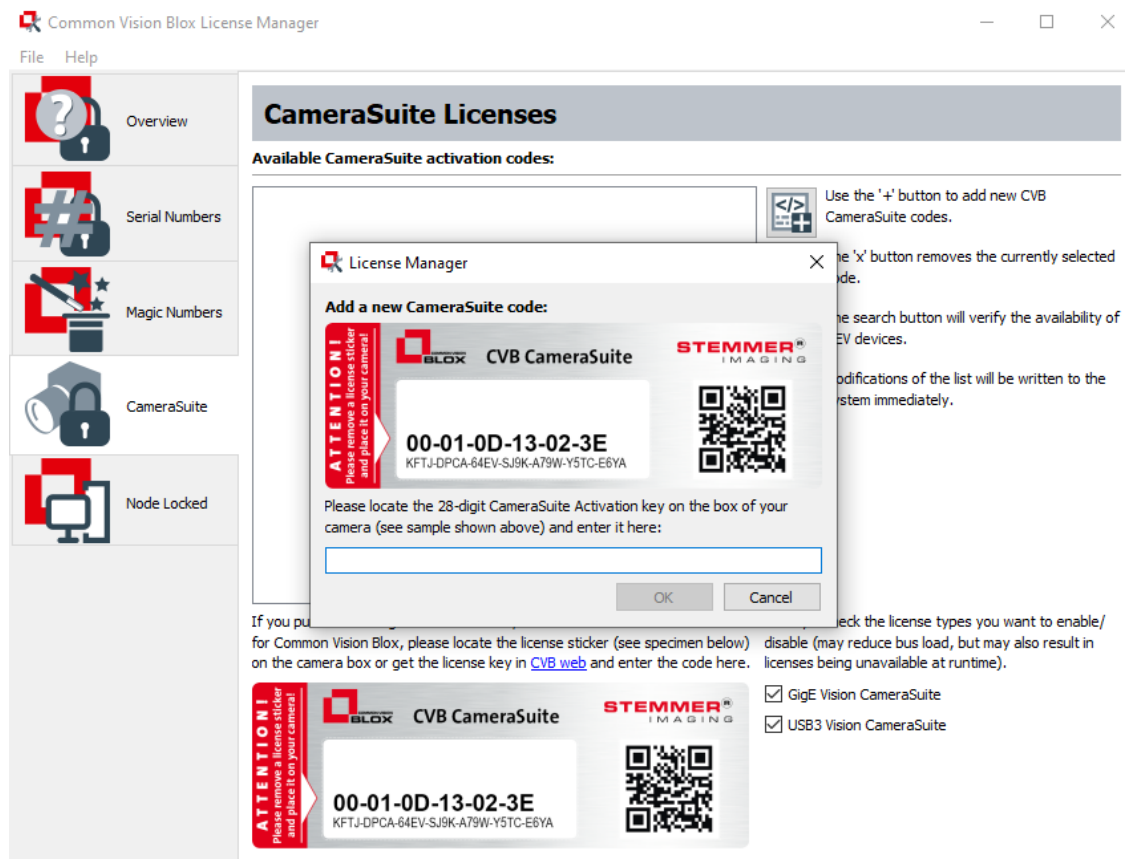 Common Vision Blox License Manager
File Help
Overview
Serial Numbers
Magic Numbers
CameraSuite
Node Locked
CameraSuite Licenses
Available CameraSuite activation codes:
Use the '+' button to add new CVB
CameraSuite codes.
'x' button removes the currently selected
search button will verify the availability of
devices.
of the list will be written to the
immediately.
License Manager
Add a new CameraSuite code:
ATTENTION!
Please remove a license sticker
and place it on your camera!
COMMON VISION
BLOX
CVB CameraSuite
STEMMER®
IMAGING
00-01-0D-13-02-3E
KFTJ-DPCA-64EV-SJ9K-A79W-Y5TC-E6YA
Please locate the 28-digit CameraSuite Activation key on the box of your
camera (see sample shown above) and enter it here:
OK Cancel
If you
for Common Vision Blox, please locate the license sticker (see specimen below)
on the camera box or get the license key in CVB web and enter the code here.
the license types you want to enable/
disable (may reduce bus load, but may also result in
licenses being unavailable at runtime).
GigE Vision CameraSuite
USB3 Vision CameraSuite
ATTENTION!
Please remove a license sticker
and place it on your camera!
COMMON VISION
BLOX
CVB CameraSuite
STEMMER®
IMAGING
00-01-0D-13-02-3E
KFTJ-DPCA-64EV-SJ9K-A79W-Y5TC-E6YA